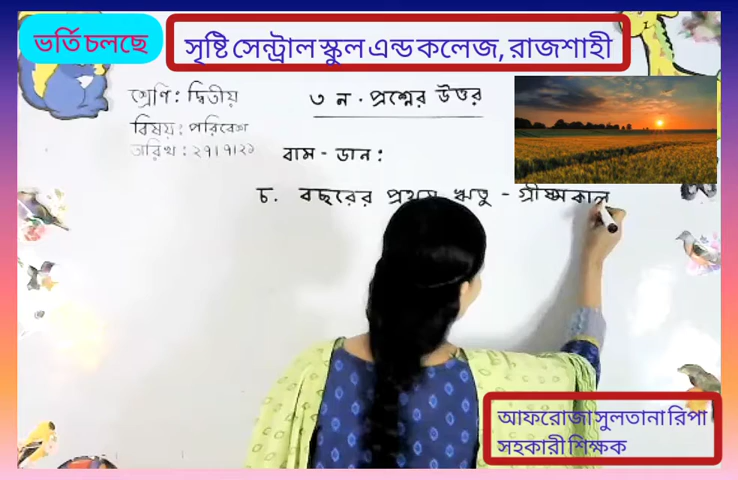 ভর্তি চলছে
সৃষ্টি সেন্ট্রাল স্কুল এন্ড কলেজ, রাজশাহী
শ্রেণি: দ্বিতীয়
বিষয়: পরিবেশ
তারিখ: ২৭।৭।২১
৩ ন. প্রশ্নের উত্তর
বাম - ডান:
চ. বছরের প্রথম ঋতু - গ্রীষ্মকাল
আফরোজা সুলতানা রিপা
সহকারী শিক্ষক